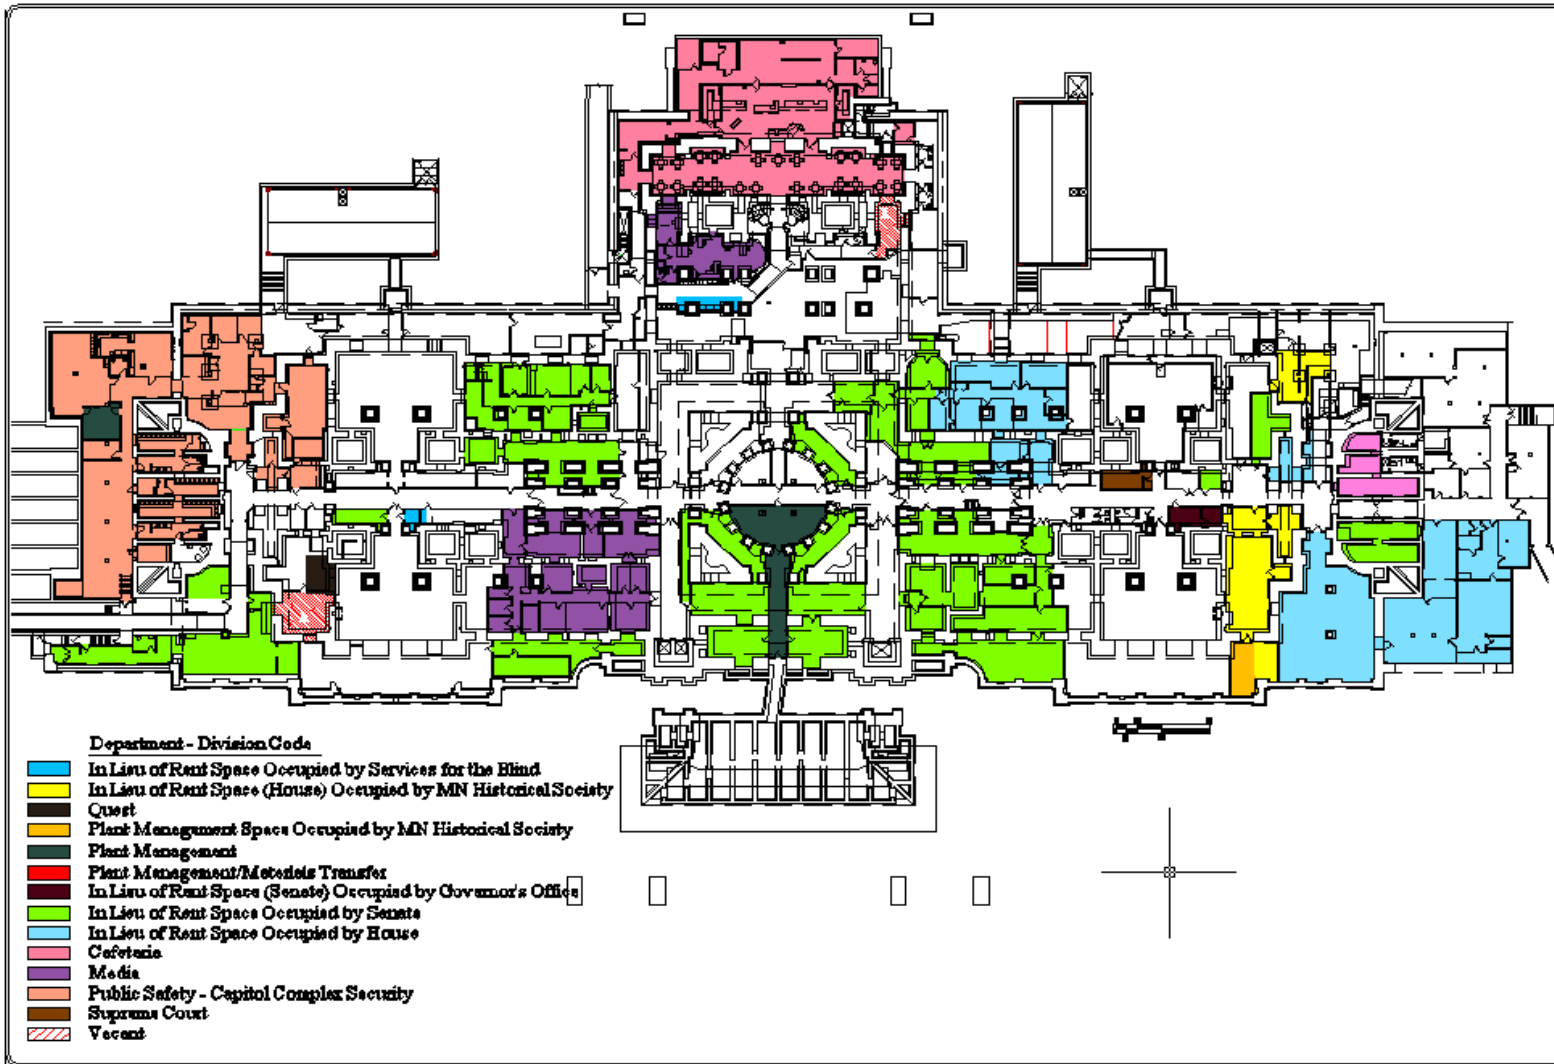 Department - Division Code
In Lieu of Rent Space Occupied by Services for the Blind
In Lieu of Rent Space (House) Occupied by MN Historical Society
Quest
Plant Management Space Occupied by MN Historical Society
Plant Management
Plant Management/Materials Transfer
In Lieu of Rent Space (Senate) Occupied by Governor's Office
In Lieu of Rent Space Occupied by Senate
In Lieu of Rent Space Occupied by House
Cafeteria
Media
Public Safety - Capitol Complex Security
Supreme Court
Vacant